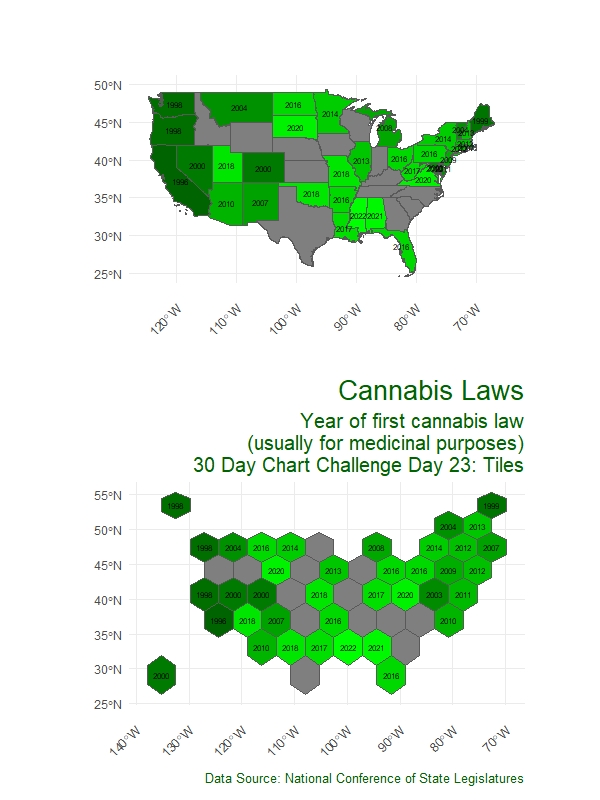 50°N
1998 2004 2016 2014
45°N
1998 2020 2008 1999
2014
40°N
2000 2018 2000 2018 2013 2016 2016 2009
2017
35°N
1996 2010 2007 2018 2016 2020
30°N
2017 2022 2021 2016
25°N
120°W 110°W 100°W 90°W 80°W 70°W
Cannabis Laws
Year of first cannabis law
(usually for medicinal purposes)
30 Day Chart Challenge Day 23: Tiles
55°N
1998 1999
50°N
2004 2013
1998 2004 2016 2014 2008 2014 2012 2007
45°N
2020 2013 2016 2016 2009 2012
40°N
1998 2000 2000 2018 2017 2020 2003 2011
1996 2018 2007 2016 2010
35°N
2010 2018 2017 2022 2021
30°N
2000 2016
25°N
140°W 130°W 120°W 110°W 100°W 90°W 80°W 70°W
Data Source: National Conference of State Legislatures